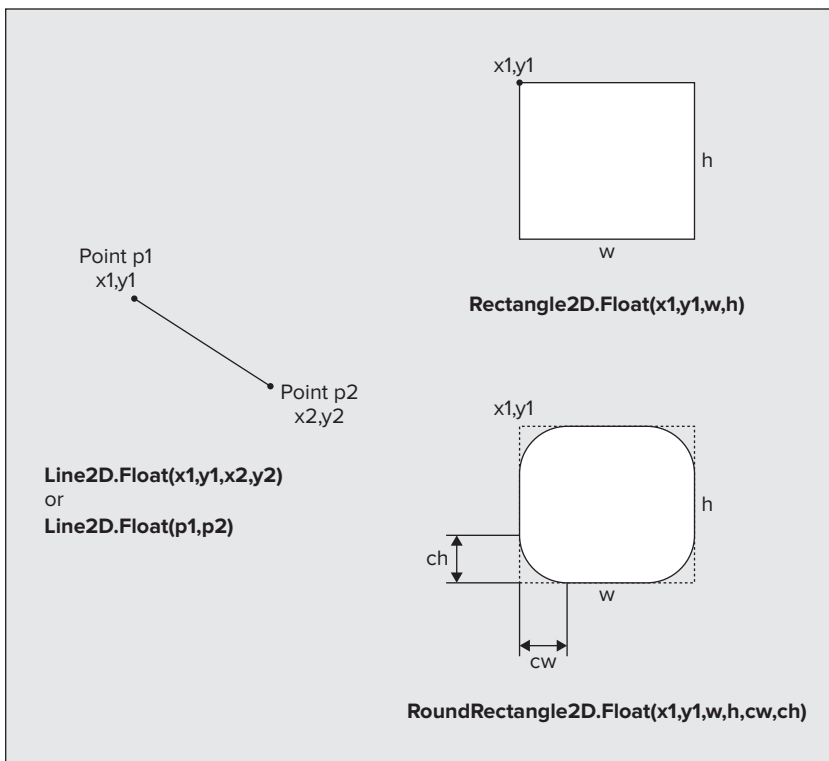 Point p1
x1,y1
Point p2
x2,y2
Line2D.Float(x1,y1,x2,y2)
or
Line2D.Float(p1,p2)
x1,y1
h
w
Rectangle2D.Float(x1,y1,w,h)
x1,y1
h
ch
w
cw
RoundRectangle2D.Float(x1,y1,w,h,cw,ch)